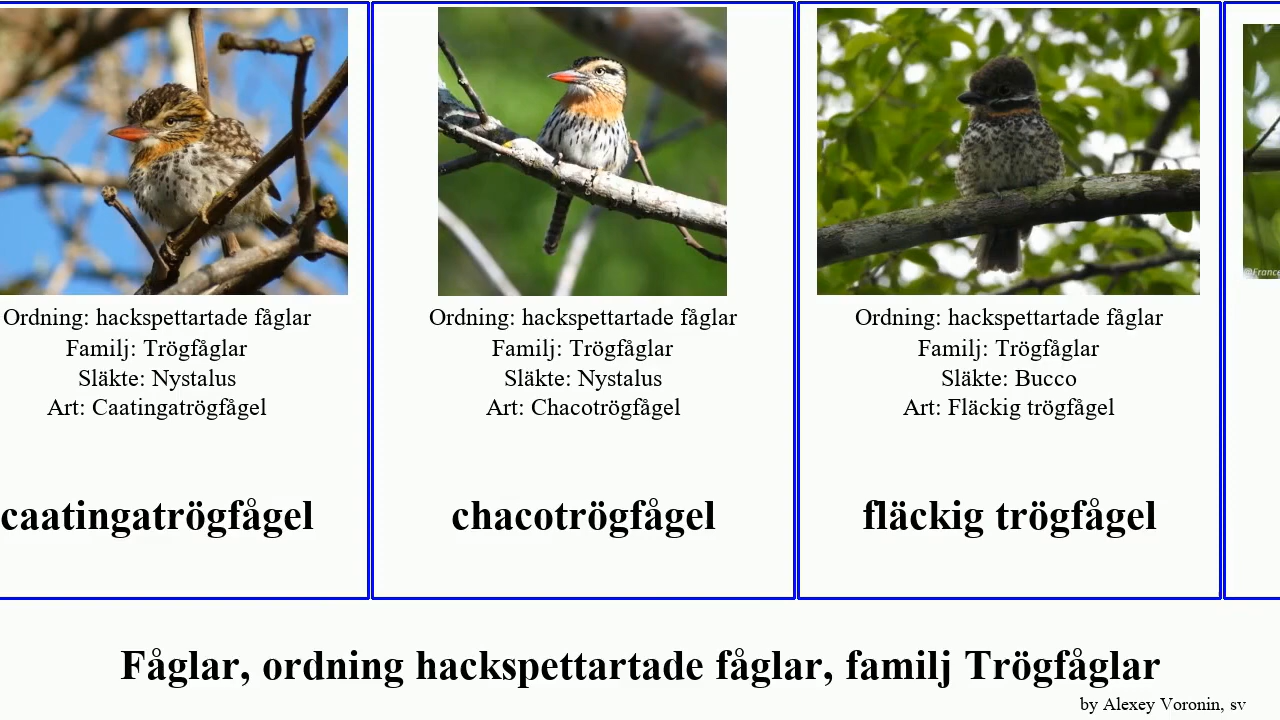 Ordning: hackspettartade fåglar
Familj: Trögfåglar
Släkte: Nystalus
Art: Caatingatrögfågel
caatingatrögfågel
Ordning: hackspettartade fåglar
Familj: Trögfåglar
Släkte: Nystalus
Art: Chacotrögfågel
chacotrögfågel
Ordning: hackspettartade fåglar
Familj: Trögfåglar
Släkte: Bucco
Art: Fläckig trögfågel
fläckig trögfågel
Fåglar, ordning hackspettartade fåglar, familj Trögfåglar
by Alexey Voronin, sv